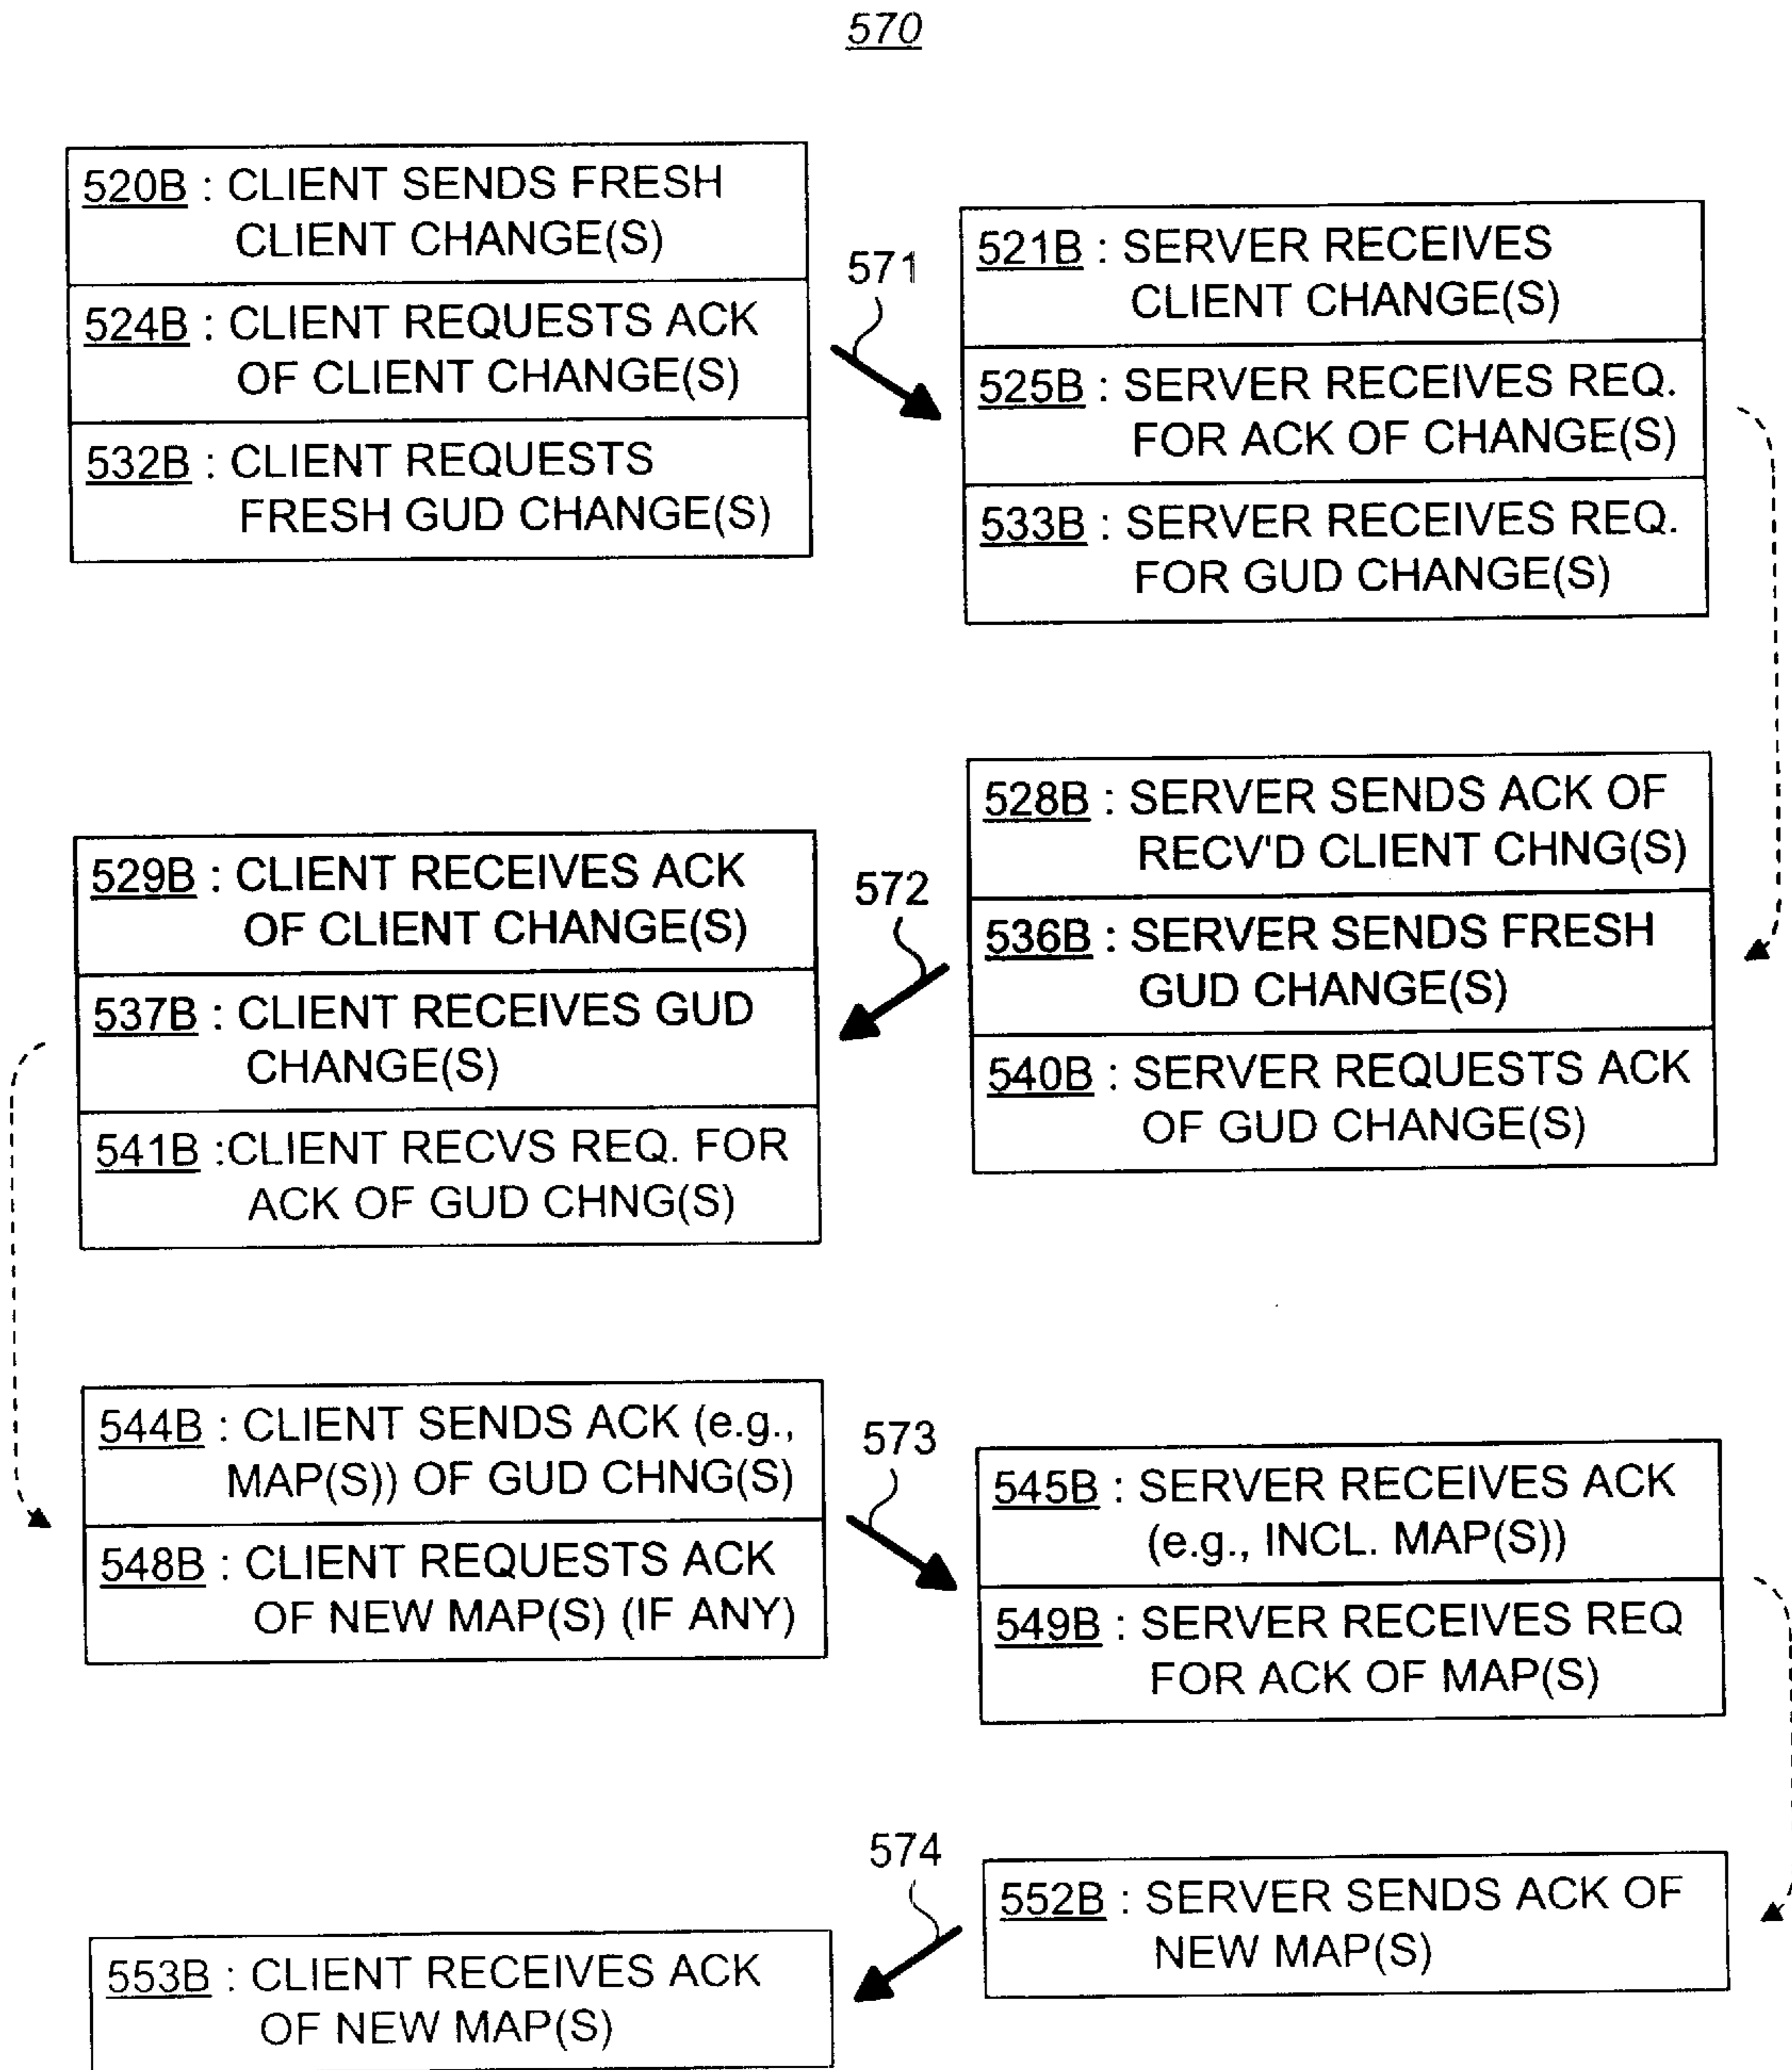 570
520B : CLIENT SENDS FRESH
CLIENT CHANGE(S)
524B : CLIENT REQUESTS ACK
OF CLIENT CHANGE(S)
532B : CLIENT REQUESTS
FRESH GUD CHANGE(S)
571
521B : SERVER RECEIVES
CLIENT CHANGE(S)
525B : SERVER RECEIVES REQ.
FOR ACK OF CHANGE(S)
533B : SERVER RECEIVES REQ.
FOR GUD CHANGE(S)
528B : SERVER SENDS ACK OF
RECV'D CLIENT CHNG(S)
536B : SERVER SENDS FRESH
GUD CHANGE(S)
540B : SERVER REQUESTS ACK
OF GUD CHANGE(S)
572
529B : CLIENT RECEIVES ACK
OF CLIENT CHANGE(S)
537B : CLIENT RECEIVES GUD
CHANGE(S)
541B :CLIENT RECVS REQ. FOR
ACK OF GUD CHNG(S)
544B : CLIENT SENDS ACK (e.g.,
MAP(S)) OF GUD CHNG(S)
548B : CLIENT REQUESTS ACK
OF NEW MAP(S) (IF ANY)
573
545B : SERVER RECEIVES ACK
(e.g., INCL. MAP(S))
549B : SERVER RECEIVES REQ
FOR ACK OF MAP(S)
552B : SERVER SENDS ACK OF
NEW MAP(S)
574
553B : CLIENT RECEIVES ACK
OF NEW MAP(S)